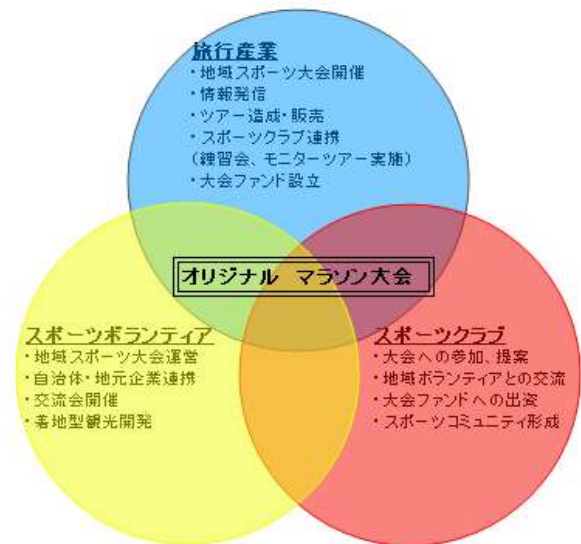 旅行産業
・地域スポーツ大会開催
・情報発信
・ツアー造成・販売
・スポーツクラブ連携
(練習会、モニターツアー実施)
・大会ファンド設立
オリジナル マラソン大会
スポーツボランティア
・地域スポーツ大会運営
・自治体・地元企業連携
・交流会開催
・着地型観光開発
スポーツクラブ
・大会への参加、提案
・地域ボランティアとの交流
・大会ファンドへの出資
・スポーツコミュニティ形成